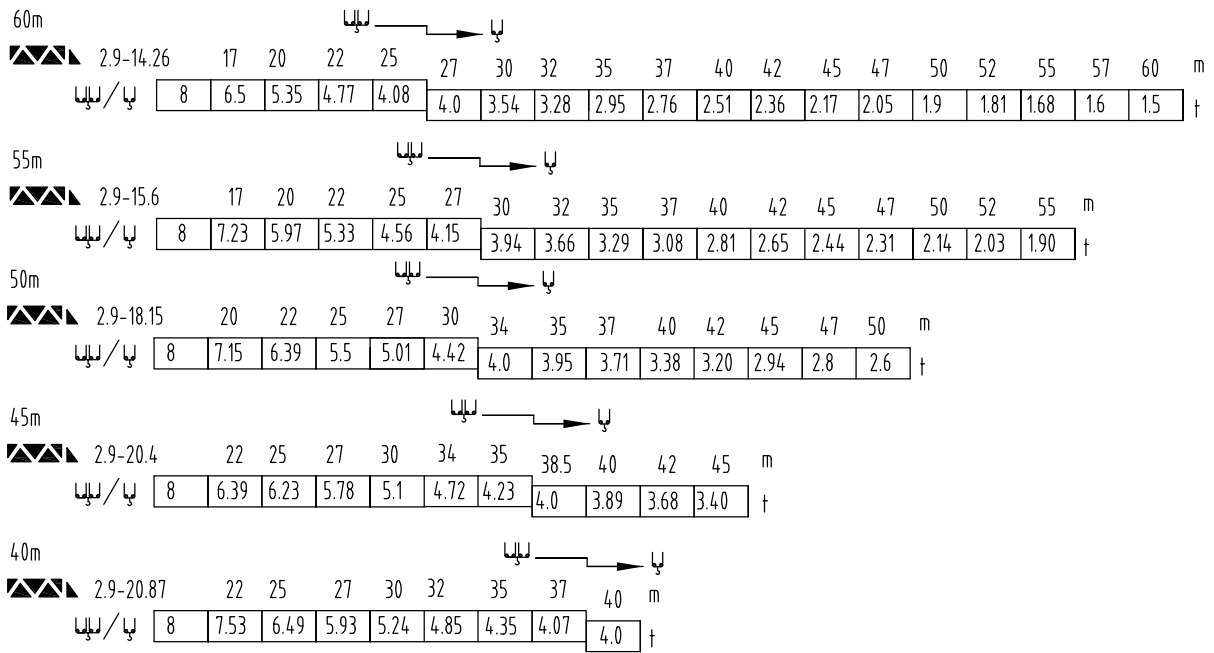 60m
2.9-14.26 17 20 22 25 27 30 32 35 37 40 42 45 47 50 52 55 57 60 m
8 6.5 5.35 4.77 4.08 4.0 3.54 3.28 2.95 2.76 2.51 2.36 2.17 2.05 1.9 1.81 1.68 1.6 1.5 t
55m
2.9-15.6 17 20 22 25 27 30 32 35 37 40 42 45 47 50 52 55 m
8 7.23 5.97 5.33 4.56 4.15 3.94 3.66 3.29 3.08 2.81 2.65 2.44 2.31 2.14 2.03 1.90 t
50m
2.9-18.15 20 22 25 27 30 34 35 37 40 42 45 47 50 m
8 7.15 6.39 5.5 5.01 4.42 4.0 3.95 3.71 3.38 3.20 2.94 2.8 2.6 t
45m
2.9-20.4 22 25 27 30 34 35 38.5 40 42 45 m
8 6.39 6.23 5.78 5.1 4.72 4.23 4.0 3.89 3.68 3.40 t
40m
2.9-20.87 22 25 27 30 32 35 37 40 m
8 7.53 6.49 5.93 5.24 4.85 4.35 4.07 4.0 t